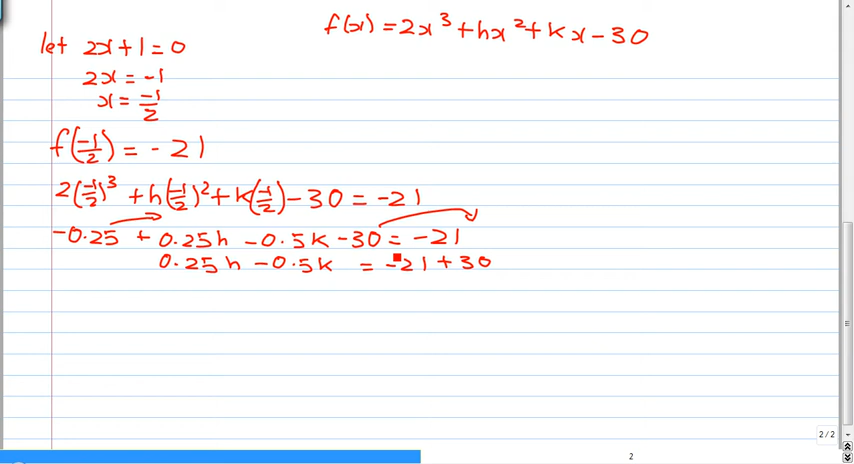 f(x) = 2x³ + hx² + kx - 30
let 2x + 1 = 0
2x = -1
x = -1/2
f(-1/2) = -21
2(-1/2)³ + h(-1/2)² + k(-1/2) - 30 = -21
-0.25 + 0.25h - 0.5k - 30 = -21
0.25h - 0.5k = -21 + 30
2/2
2